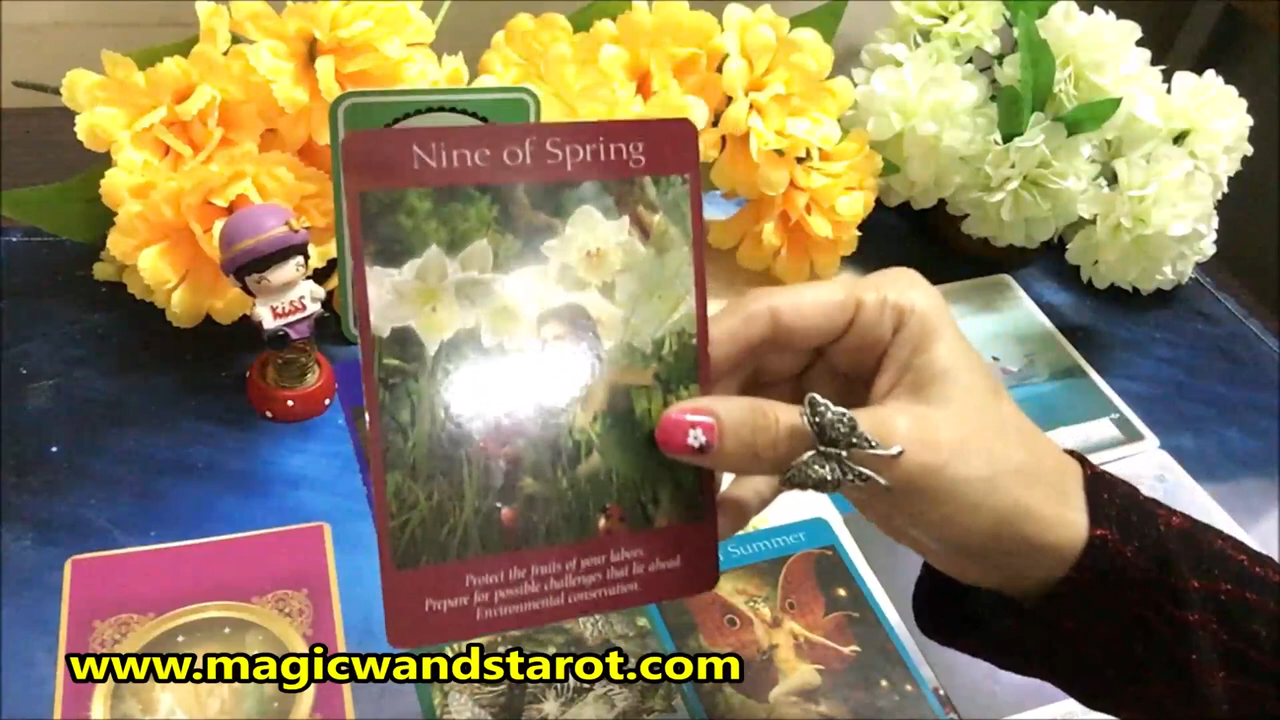 Nine of Spring
kiss
Protect the fruits of your labors.
Prepare for possible challenges that lie ahead.
Environmental conservation.
Summer
www.magicwandstarot.com